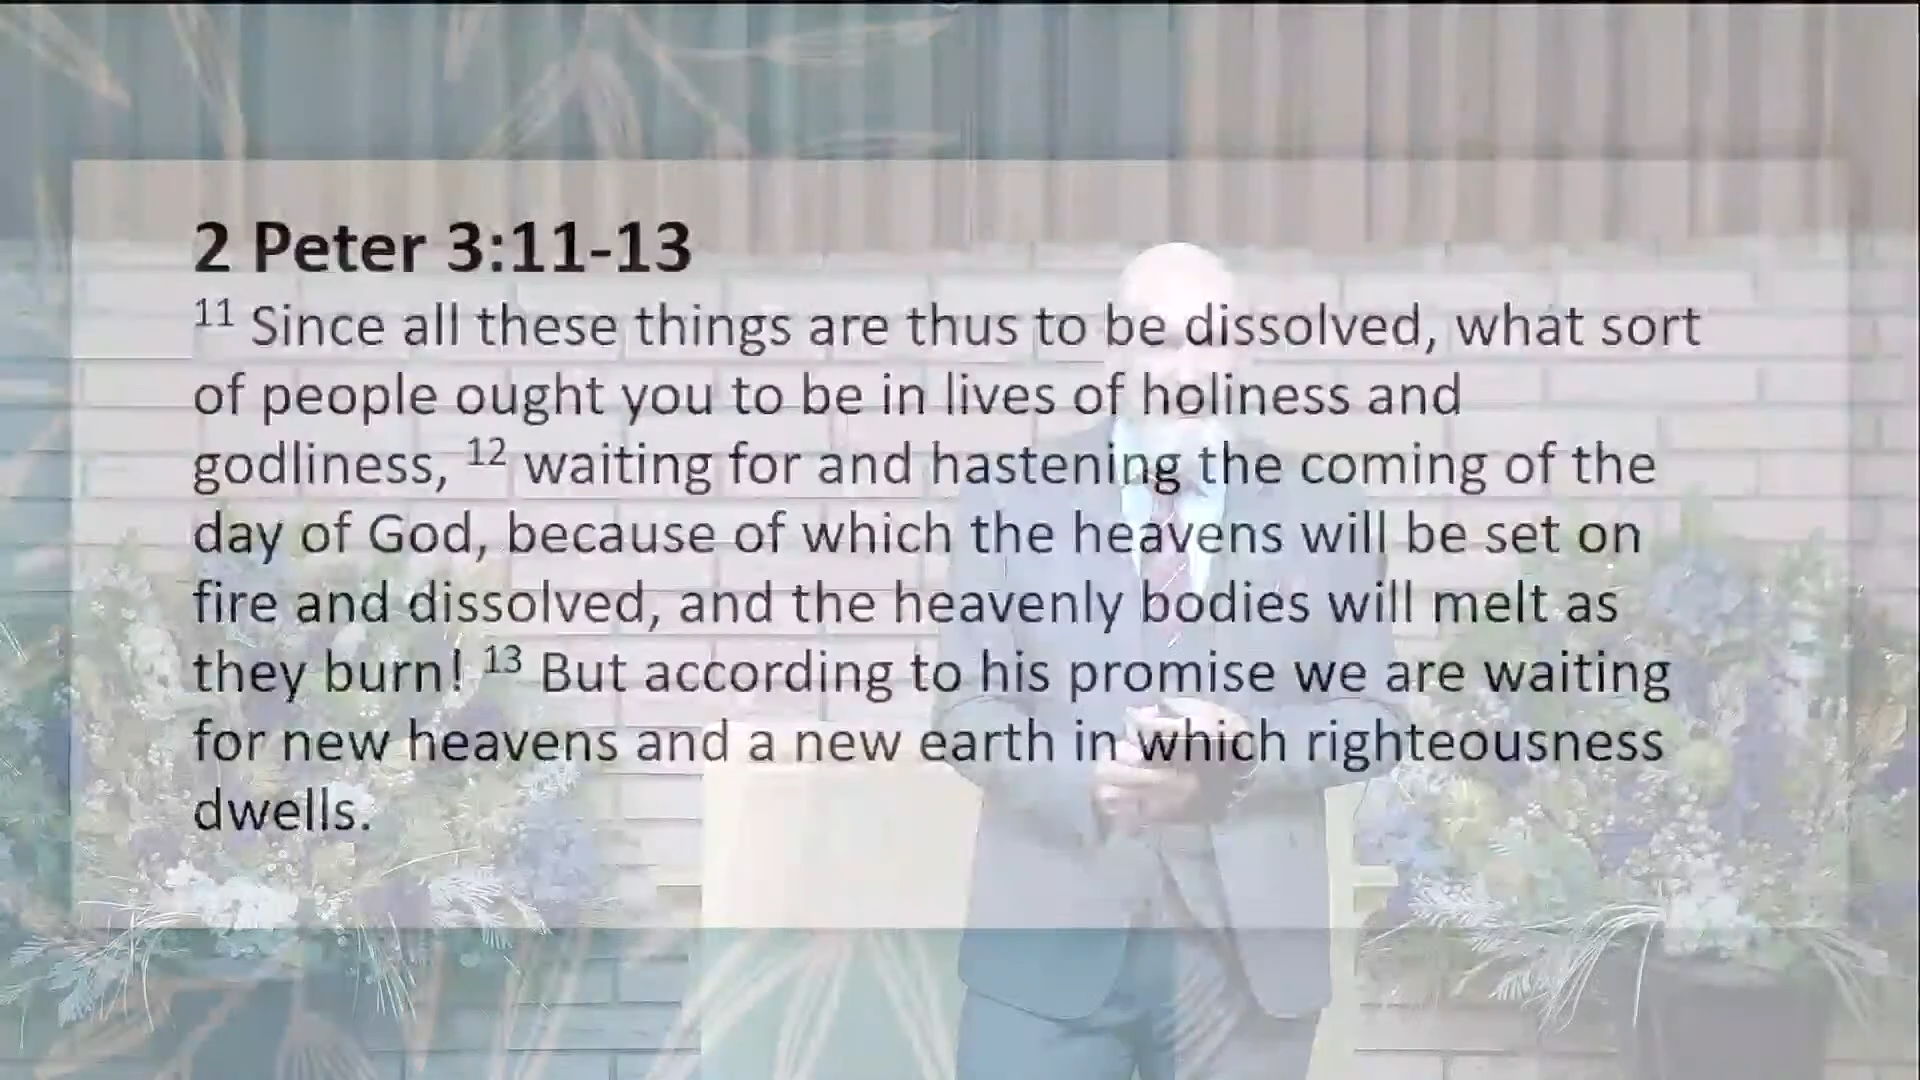 2 Peter 3:11-13
¹¹ Since all these things are thus to be dissolved, what sort
of people ought you to be in lives of holiness and
godliness, ¹² waiting for and hastening the coming of the
day of God, because of which the heavens will be set on
fire and dissolved, and the heavenly bodies will melt as
they burn! ¹³ But according to his promise we are waiting
for new heavens and a new earth in which righteousness
dwells.